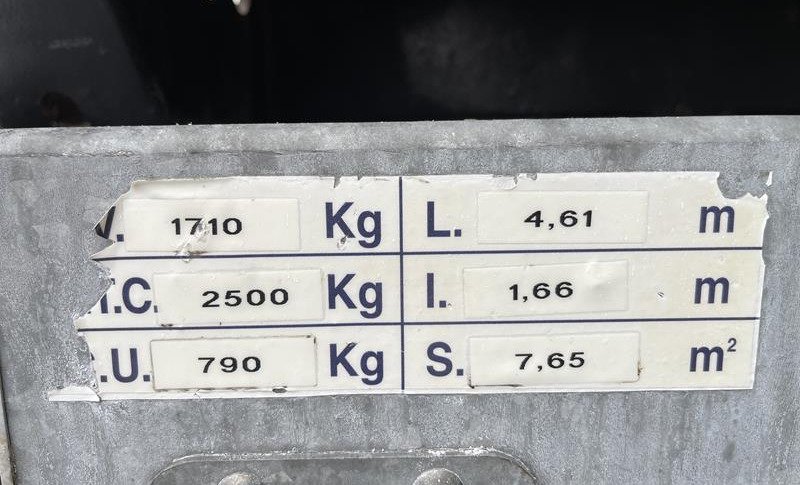 V. 1710 Kg L. 4,61 m
.T.C. 2500 Kg l. 1,66 m
.U. 790 Kg S. 7,65 m²